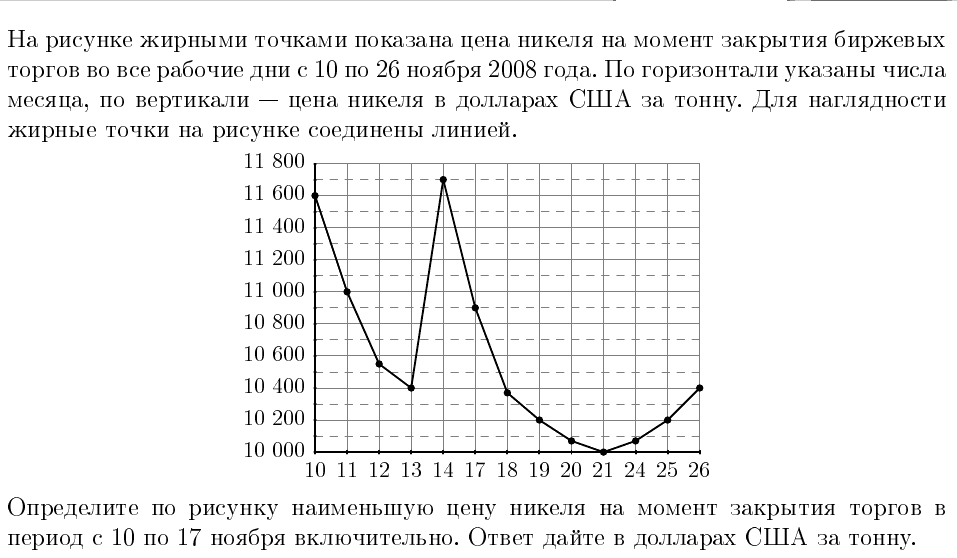 На рисунке жирными точками показана цена никеля на момент закрытия биржевых
торгов во все рабочие дни с 10 по 26 ноября 2008 года. По горизонтали указаны числа
месяца, по вертикали — цена никеля в долларах США за тонну. Для наглядности
жирные точки на рисунке соединены линией.
11 800
11 600
11 400
11 200
11 000
10 800
10 600
10 400
10 200
10 000
10 11 12 13 14 17 18 19 20 21 24 25 26
Определите по рисунку наименьшую цену никеля на момент закрытия торгов в
период с 10 по 17 ноября включительно. Ответ дайте в долларах США за тонну.